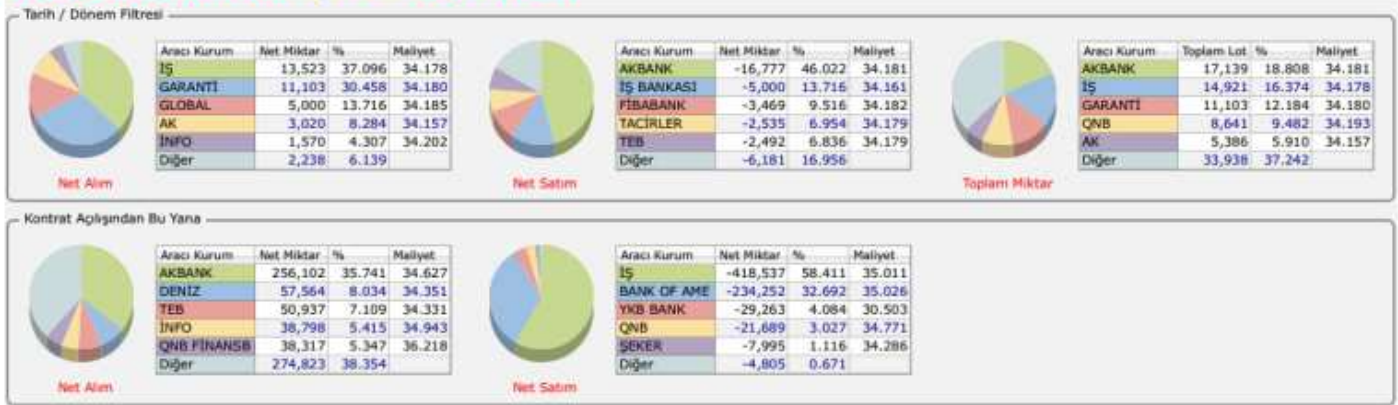 Tarih / Dönem Filtresi
Aracı Kurum Net Miktar % Maliyet
İŞ 13,523 37.096 34.178
GARANTİ 11,103 30.458 34.180
GLOBAL 5,000 13.716 34.185
AK 3,020 8.284 34.157
İNFO 1,570 4.307 34.202
Diğer 2,238 6.139
Net Alım
Aracı Kurum Net Miktar % Maliyet
AKBANK -16,777 46.022 34.181
İŞ BANKASI -5,000 13.716 34.161
FİBABANK -3,469 9.516 34.182
TACİRLER -2,535 6.954 34.179
TEB -2,492 6.836 34.179
Diğer -6,181 16.956
Net Satım
Aracı Kurum Toplam Lot % Maliyet
AKBANK 17,139 18.808 34.181
İŞ 14,921 16.374 34.178
GARANTİ 11,103 12.184 34.180
QNB 8,641 9.482 34.193
AK 5,386 5.910 34.157
Diğer 33,938 37.242
Toplam Miktar
Kontrat Açılışından Bu Yana
Aracı Kurum Net Miktar % Maliyet
AKBANK 256,102 35.741 34.627
DENİZ 57,564 8.034 34.351
TEB 50,937 7.109 34.331
İNFO 38,798 5.415 34.943
QNB FİNANSB 38,317 5.347 36.218
Diğer 274,823 38.354
Net Alım
Aracı Kurum Net Miktar % Maliyet
İŞ -418,537 58.411 35.011
BANK OF AME -234,252 32.692 35.026
YKB BANK -29,263 4.084 30.503
QNB -21,689 3.027 34.771
ŞEKER -7,995 1.116 34.286
Diğer -4,805 0.671
Net Satım